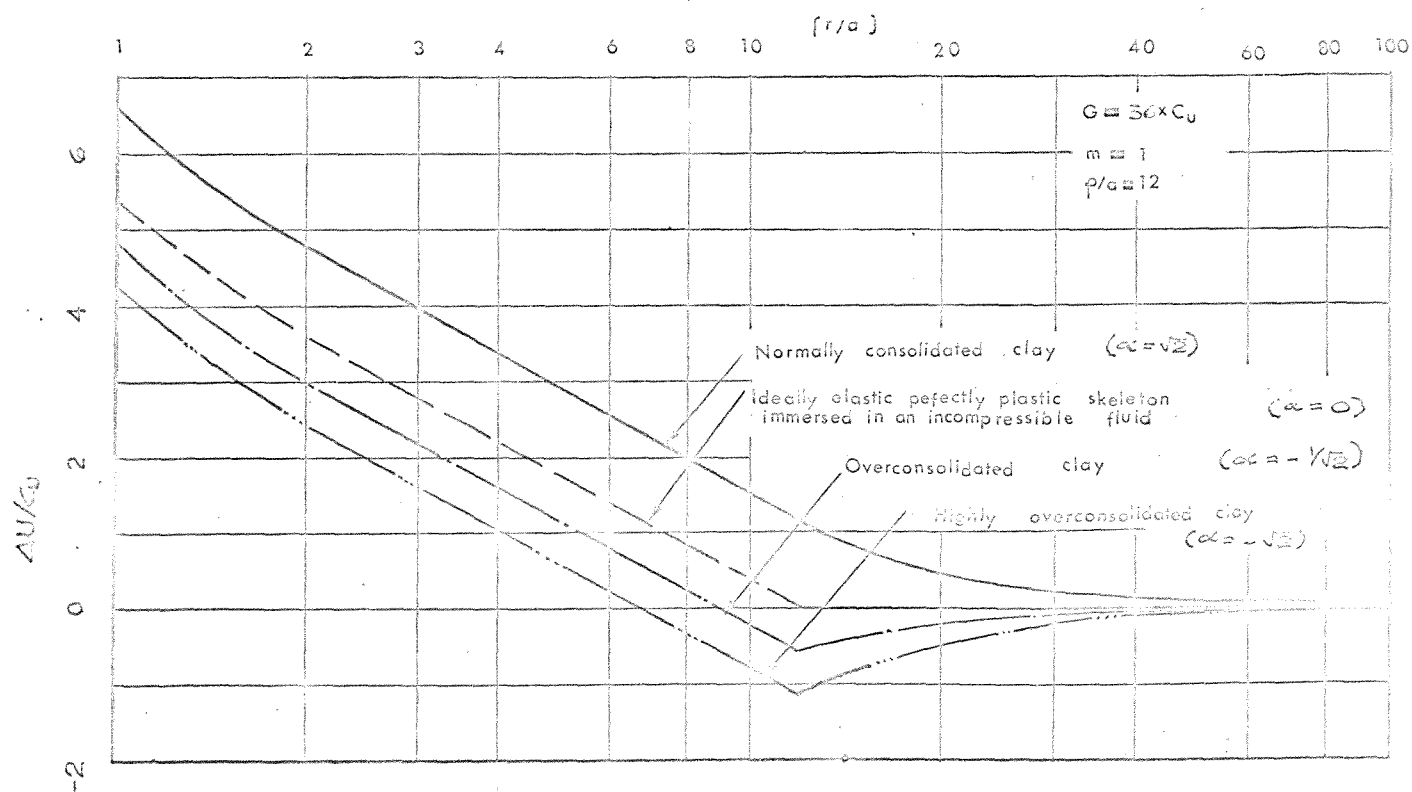 [r/a]
1 2 3 4 6 8 10 20 40 60 80 100
G = 36×Cu
m = 1
ρ/a = 12
6
4
2
0
-2
ΔU/Cu
Normally consolidated clay (α=√2)
Ideally elastic pefectly plastic skeleton
immersed in an incompressible fluid (α=0)
Overconsolidated clay (α=-1/√2)
Highly overconsolidated clay
(α=-√2)